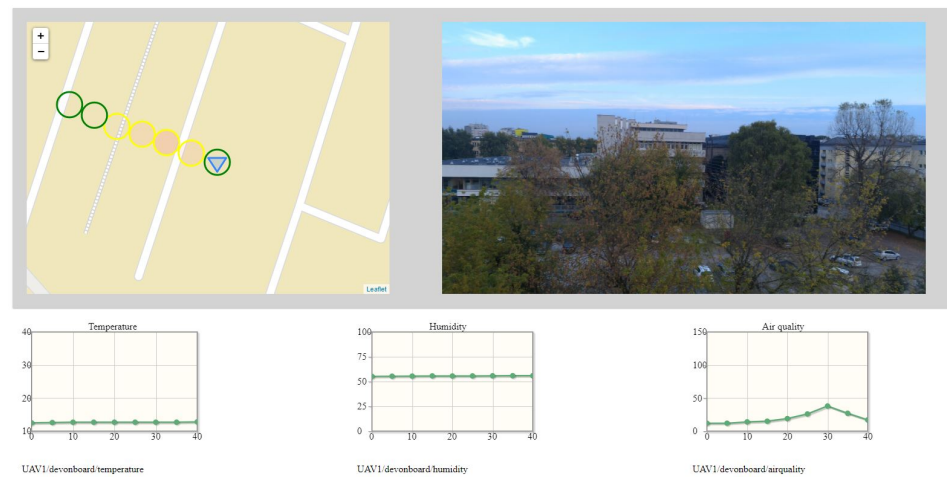 +
−
Leaflet
Temperature
40
30
20
10
0 10 20 30 40
UAV1/devonboard/temperature
Humidity
100
75
50
25
0
0 10 20 30 40
UAV1/devonboard/humidity
Air quality
150
100
50
0
0 10 20 30 40
UAV1/devonboard/airquality